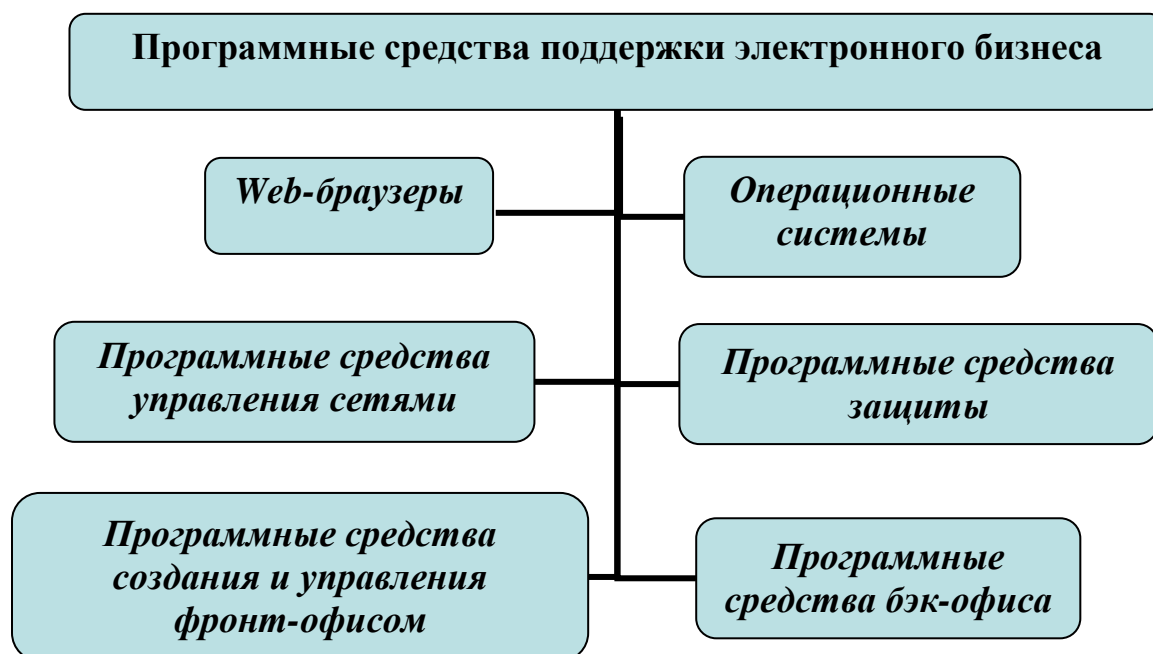 Программные средства поддержки электронного бизнеса
Web-браузеры
Операционные
системы
Программные средства
управления сетями
Программные средства
защиты
Программные средства
создания и управления
фронт-офисом
Программные
средства бэк-офиса